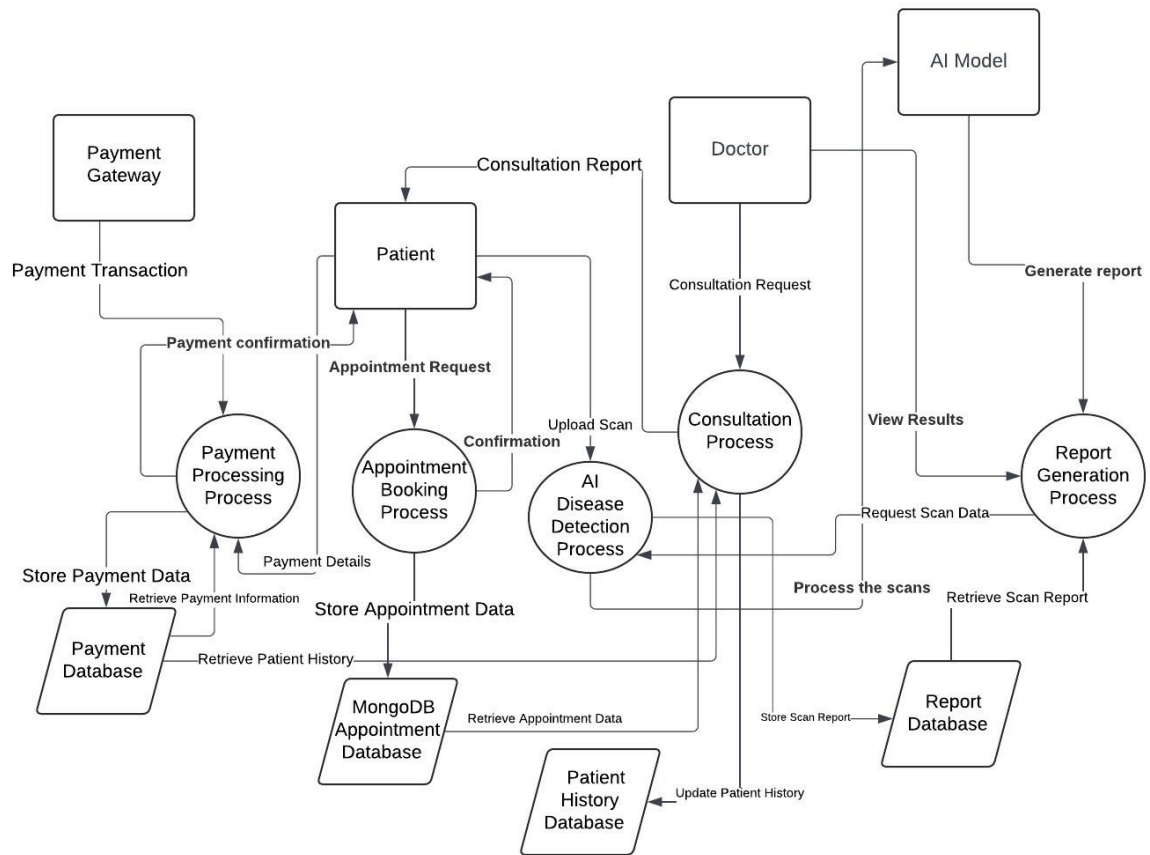 AI Model
Doctor
Payment
Gateway
Consultation Report
Patient
Payment Transaction
Generate report
Consultation Request
Payment confirmation
Appointment Request
View Results
Upload Scan
Consultation
Process
Confirmation
Payment
Processing
Process
Appointment
Booking
Process
Report
Generation
Process
AI
Disease
Detection
Process
Request Scan Data
Payment Details
Store Payment Data
Process the scans
Retrieve Payment Information
Store Appointment Data
Retrieve Scan Report
Payment
Database
Retrieve Patient History
MongoDB
Appointment
Database
Retrieve Appointment Data
Store Scan Report
Report
Database
Patient
History
Database
Update Patient History